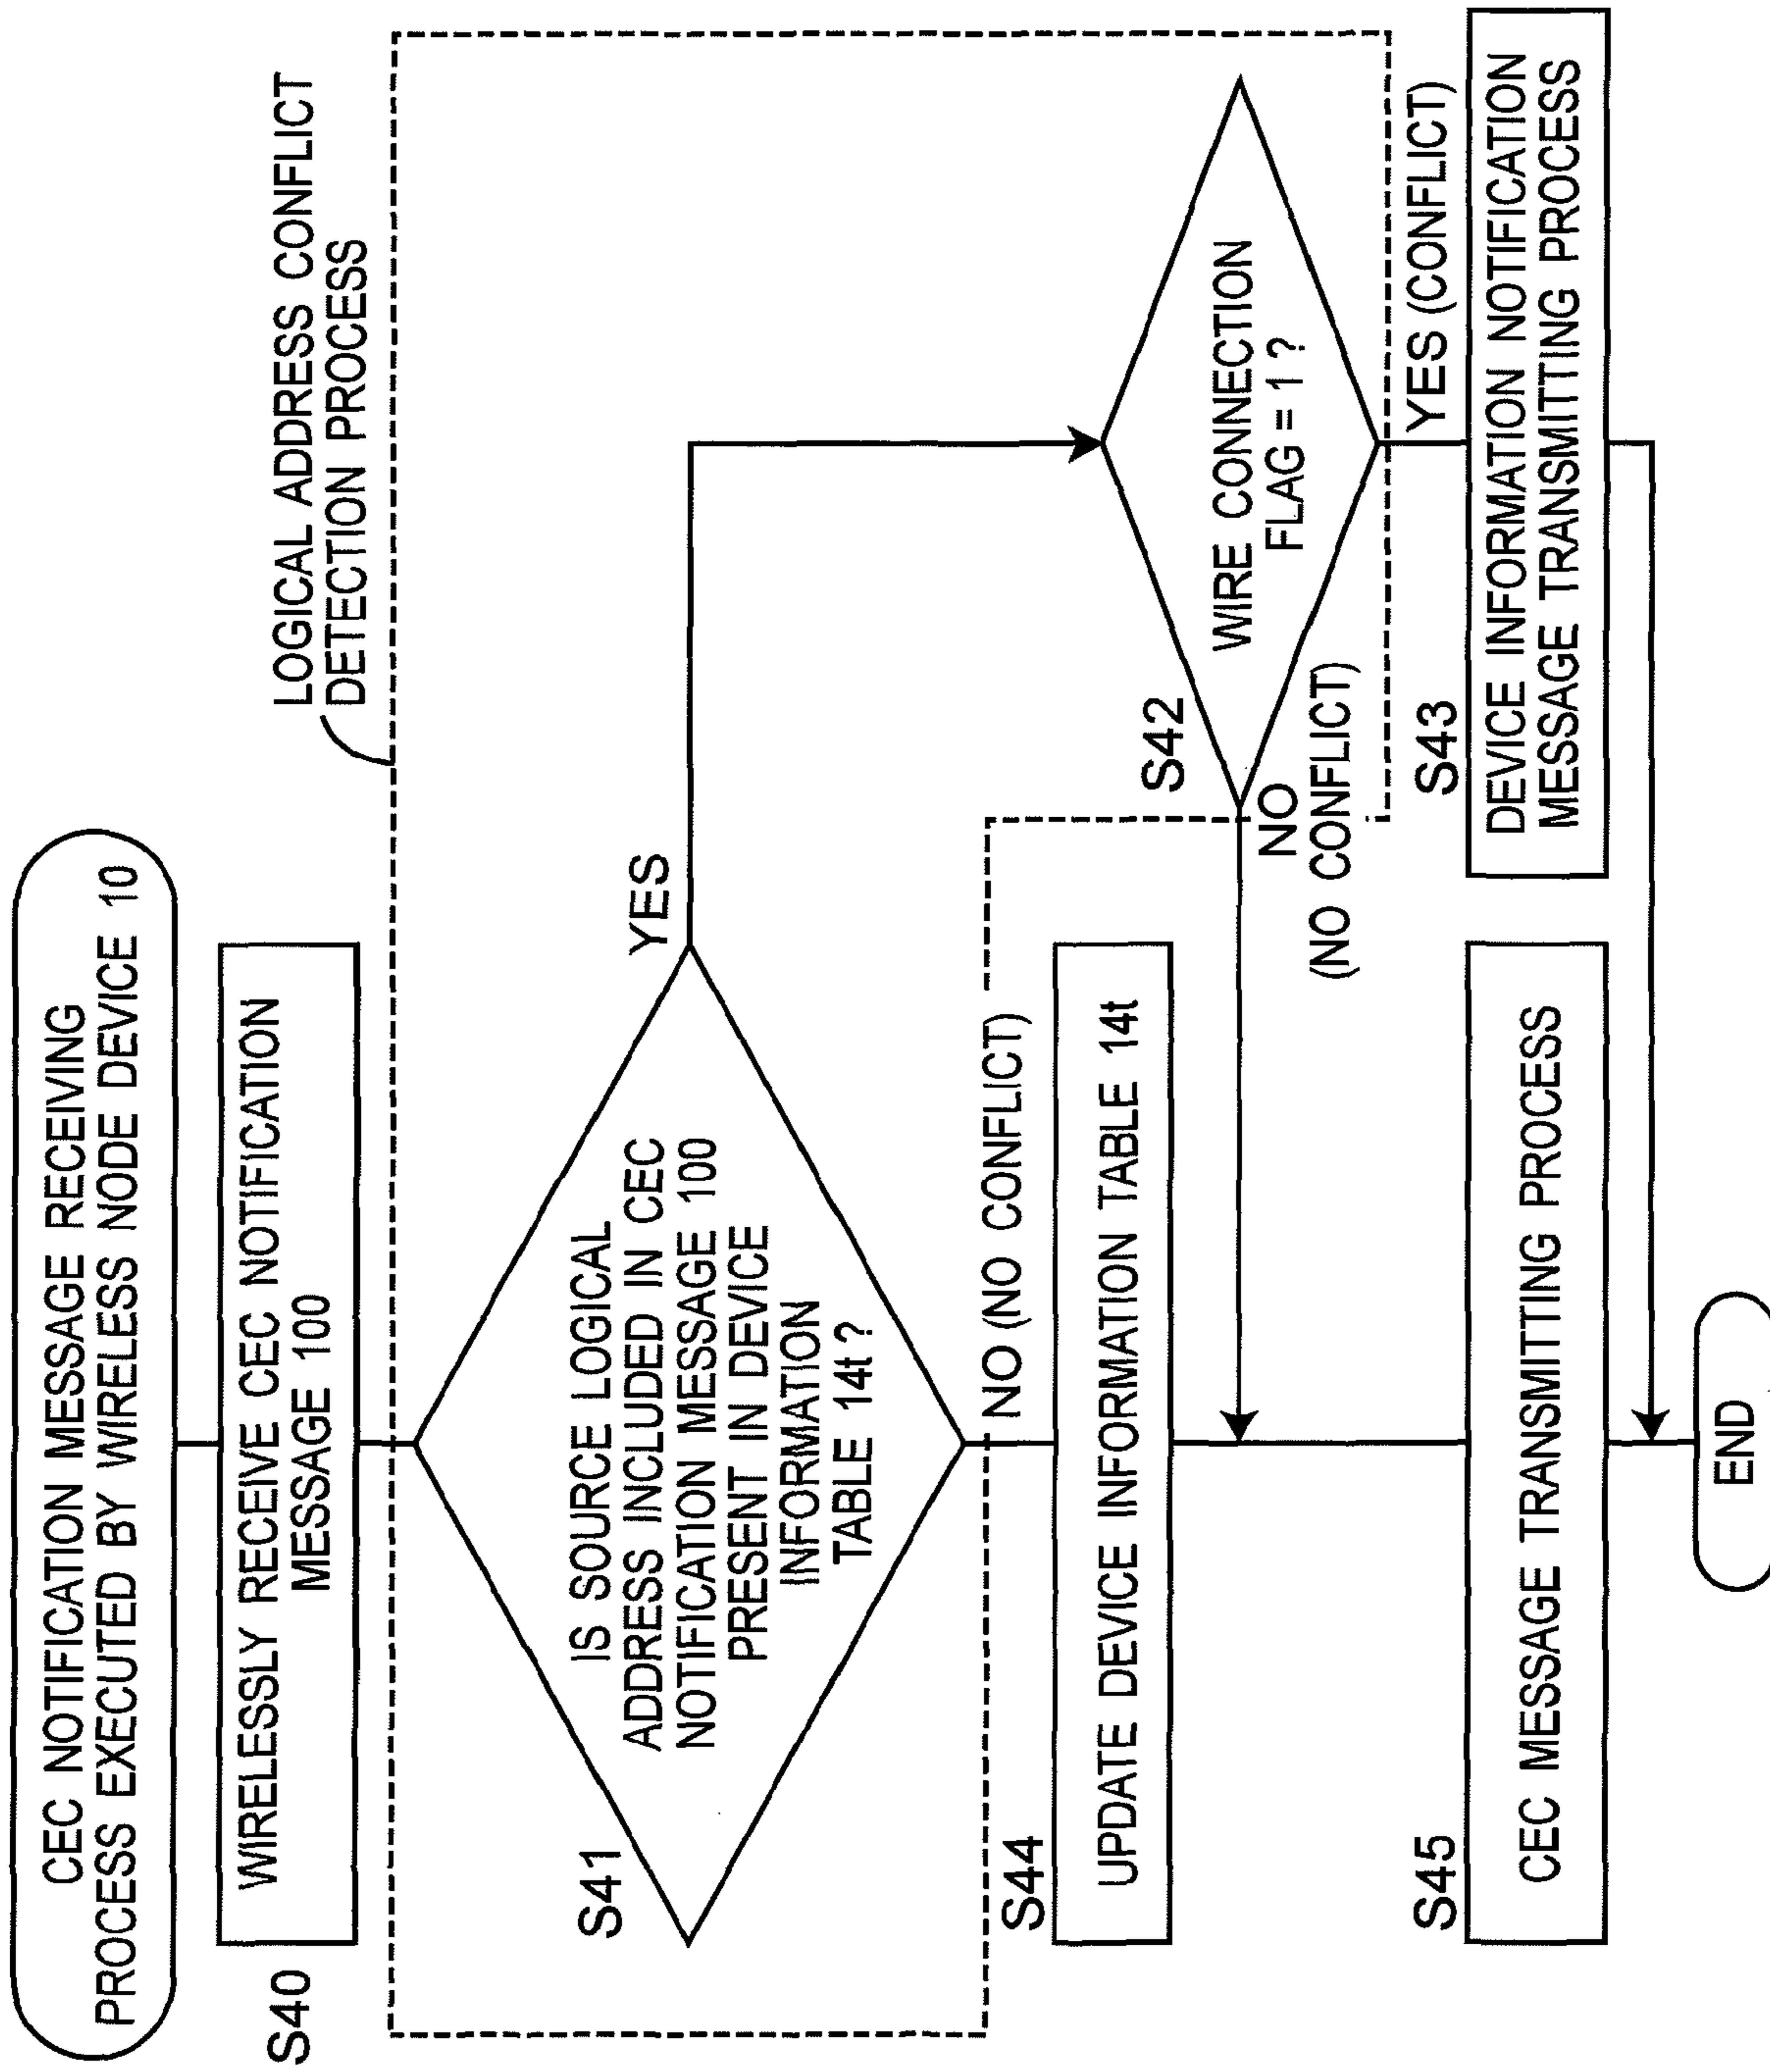 CEC NOTIFICATION MESSAGE RECEIVING
PROCESS EXECUTED BY WIRELESS NODE DEVICE 10
S40
WIRELESSLY RECEIVE CEC NOTIFICATION
MESSAGE 100
LOGICAL ADDRESS CONFLICT
DETECTION PROCESS
S41
IS SOURCE LOGICAL
ADDRESS INCLUDED IN CEC
NOTIFICATION MESSAGE 100
PRESENT IN DEVICE
INFORMATION
TABLE 14t ?
YES
NO (NO CONFLICT)
S42
WIRE CONNECTION
FLAG = 1 ?
NO
(NO CONFLICT)
YES (CONFLICT)
S44
UPDATE DEVICE INFORMATION TABLE 14t
S43
DEVICE INFORMATION NOTIFICATION
MESSAGE TRANSMITTING PROCESS
S45
CEC MESSAGE TRANSMITTING PROCESS
END